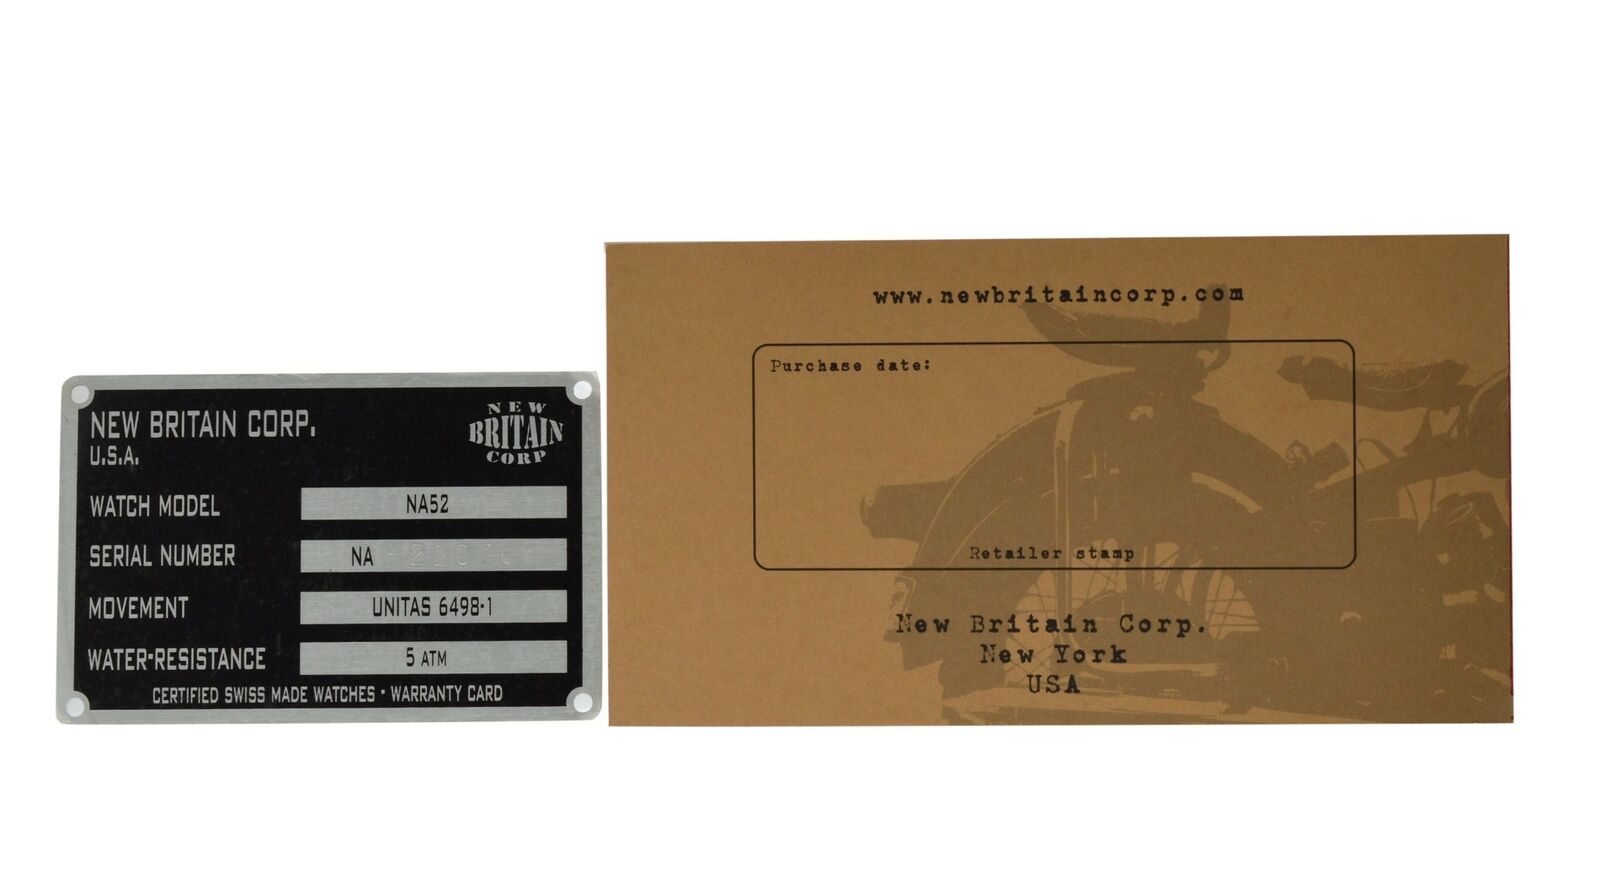 NEW BRITAIN CORP.
U.S.A.
NEW
BRITAIN
CORP
WATCH MODEL NA52
SERIAL NUMBER NA
MOVEMENT UNITAS 6498-1
WATER-RESISTANCE 5 ATM
CERTIFIED SWISS MADE WATCHES • WARRANTY CARD
www.newbritaincorp.com
Purchase date:
Retailer stamp
New Britain Corp.
New York
USA